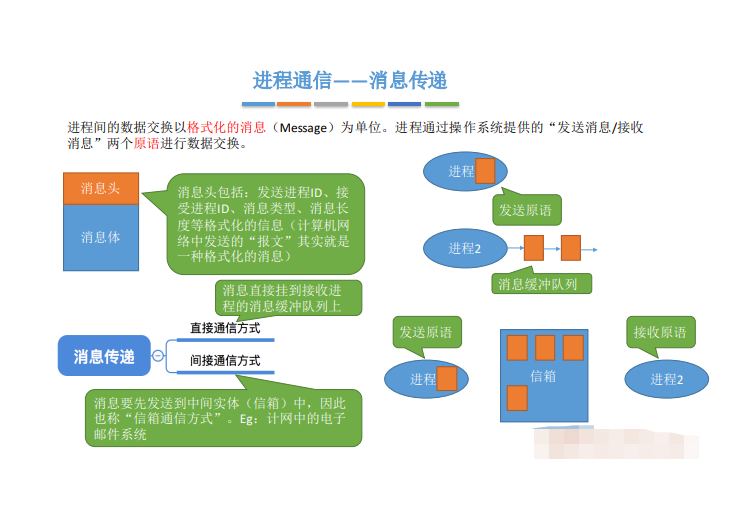 进程通信——消息传递
进程间的数据交换以格式化的消息（Message）为单位。进程通过操作系统提供的“发送消息/接收
消息”两个原语进行数据交换。
消息头
消息体
消息头包括：发送进程ID、接
受进程ID、消息类型、消息长
度等格式化的信息（计算机网
络中发送的“报文”其实就是
一种格式化的消息）
进程
发送原语
进程2
消息缓冲队列
消息直接挂到接收进
程的消息缓冲队列上
直接通信方式
消息传递
间接通信方式
消息要先发送到中间实体（信箱）中，因此
也称“信箱通信方式”。Eg：计网中的电子
邮件系统
发送原语
进程
信箱
接收原语
进程2